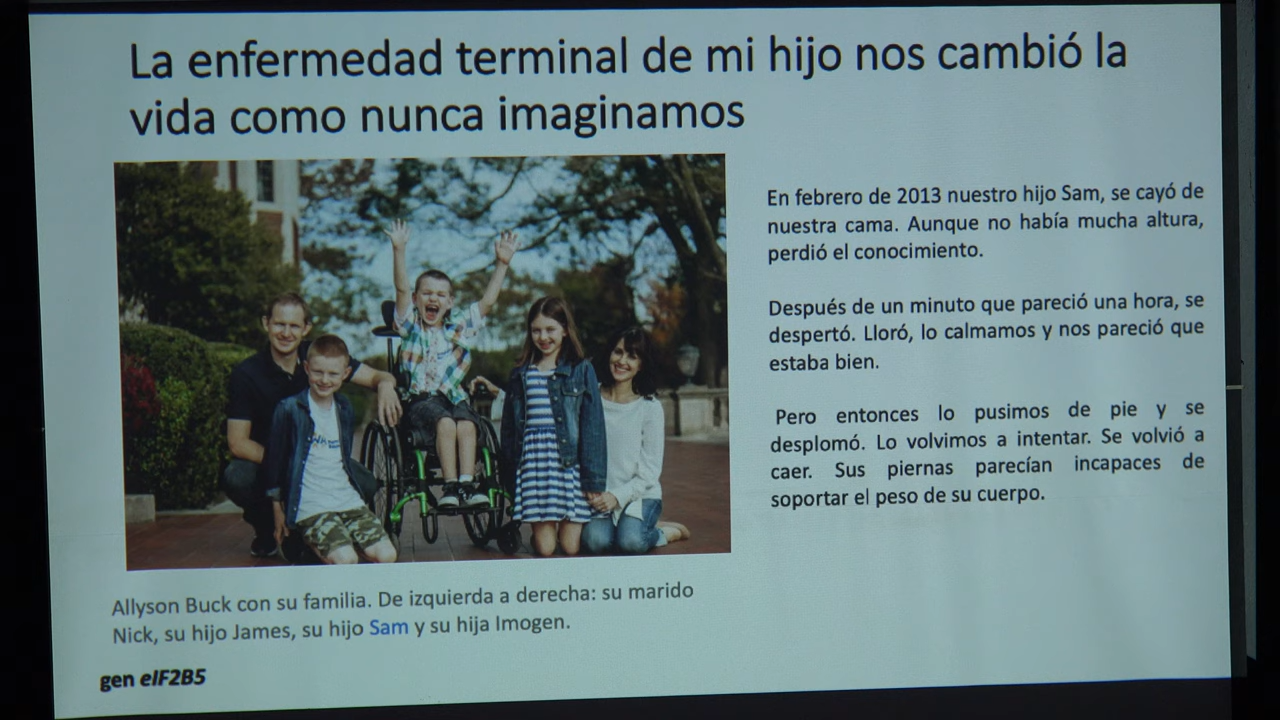 La enfermedad terminal de mi hijo nos cambió la
vida como nunca imaginamos
En febrero de 2013 nuestro hijo Sam, se cayó de
nuestra cama. Aunque no había mucha altura,
perdió el conocimiento.
Después de un minuto que pareció una hora, se
despertó. Lloró, lo calmamos y nos pareció que
estaba bien.
Pero entonces lo pusimos de pie y se
desplomó. Lo volvimos a intentar. Se volvió a
caer. Sus piernas parecían incapaces de
soportar el peso de su cuerpo.
Allyson Buck con su familia. De izquierda a derecha: su marido
Nick, su hijo James, su hijo Sam y su hija Imogen.
gen eIF2B5